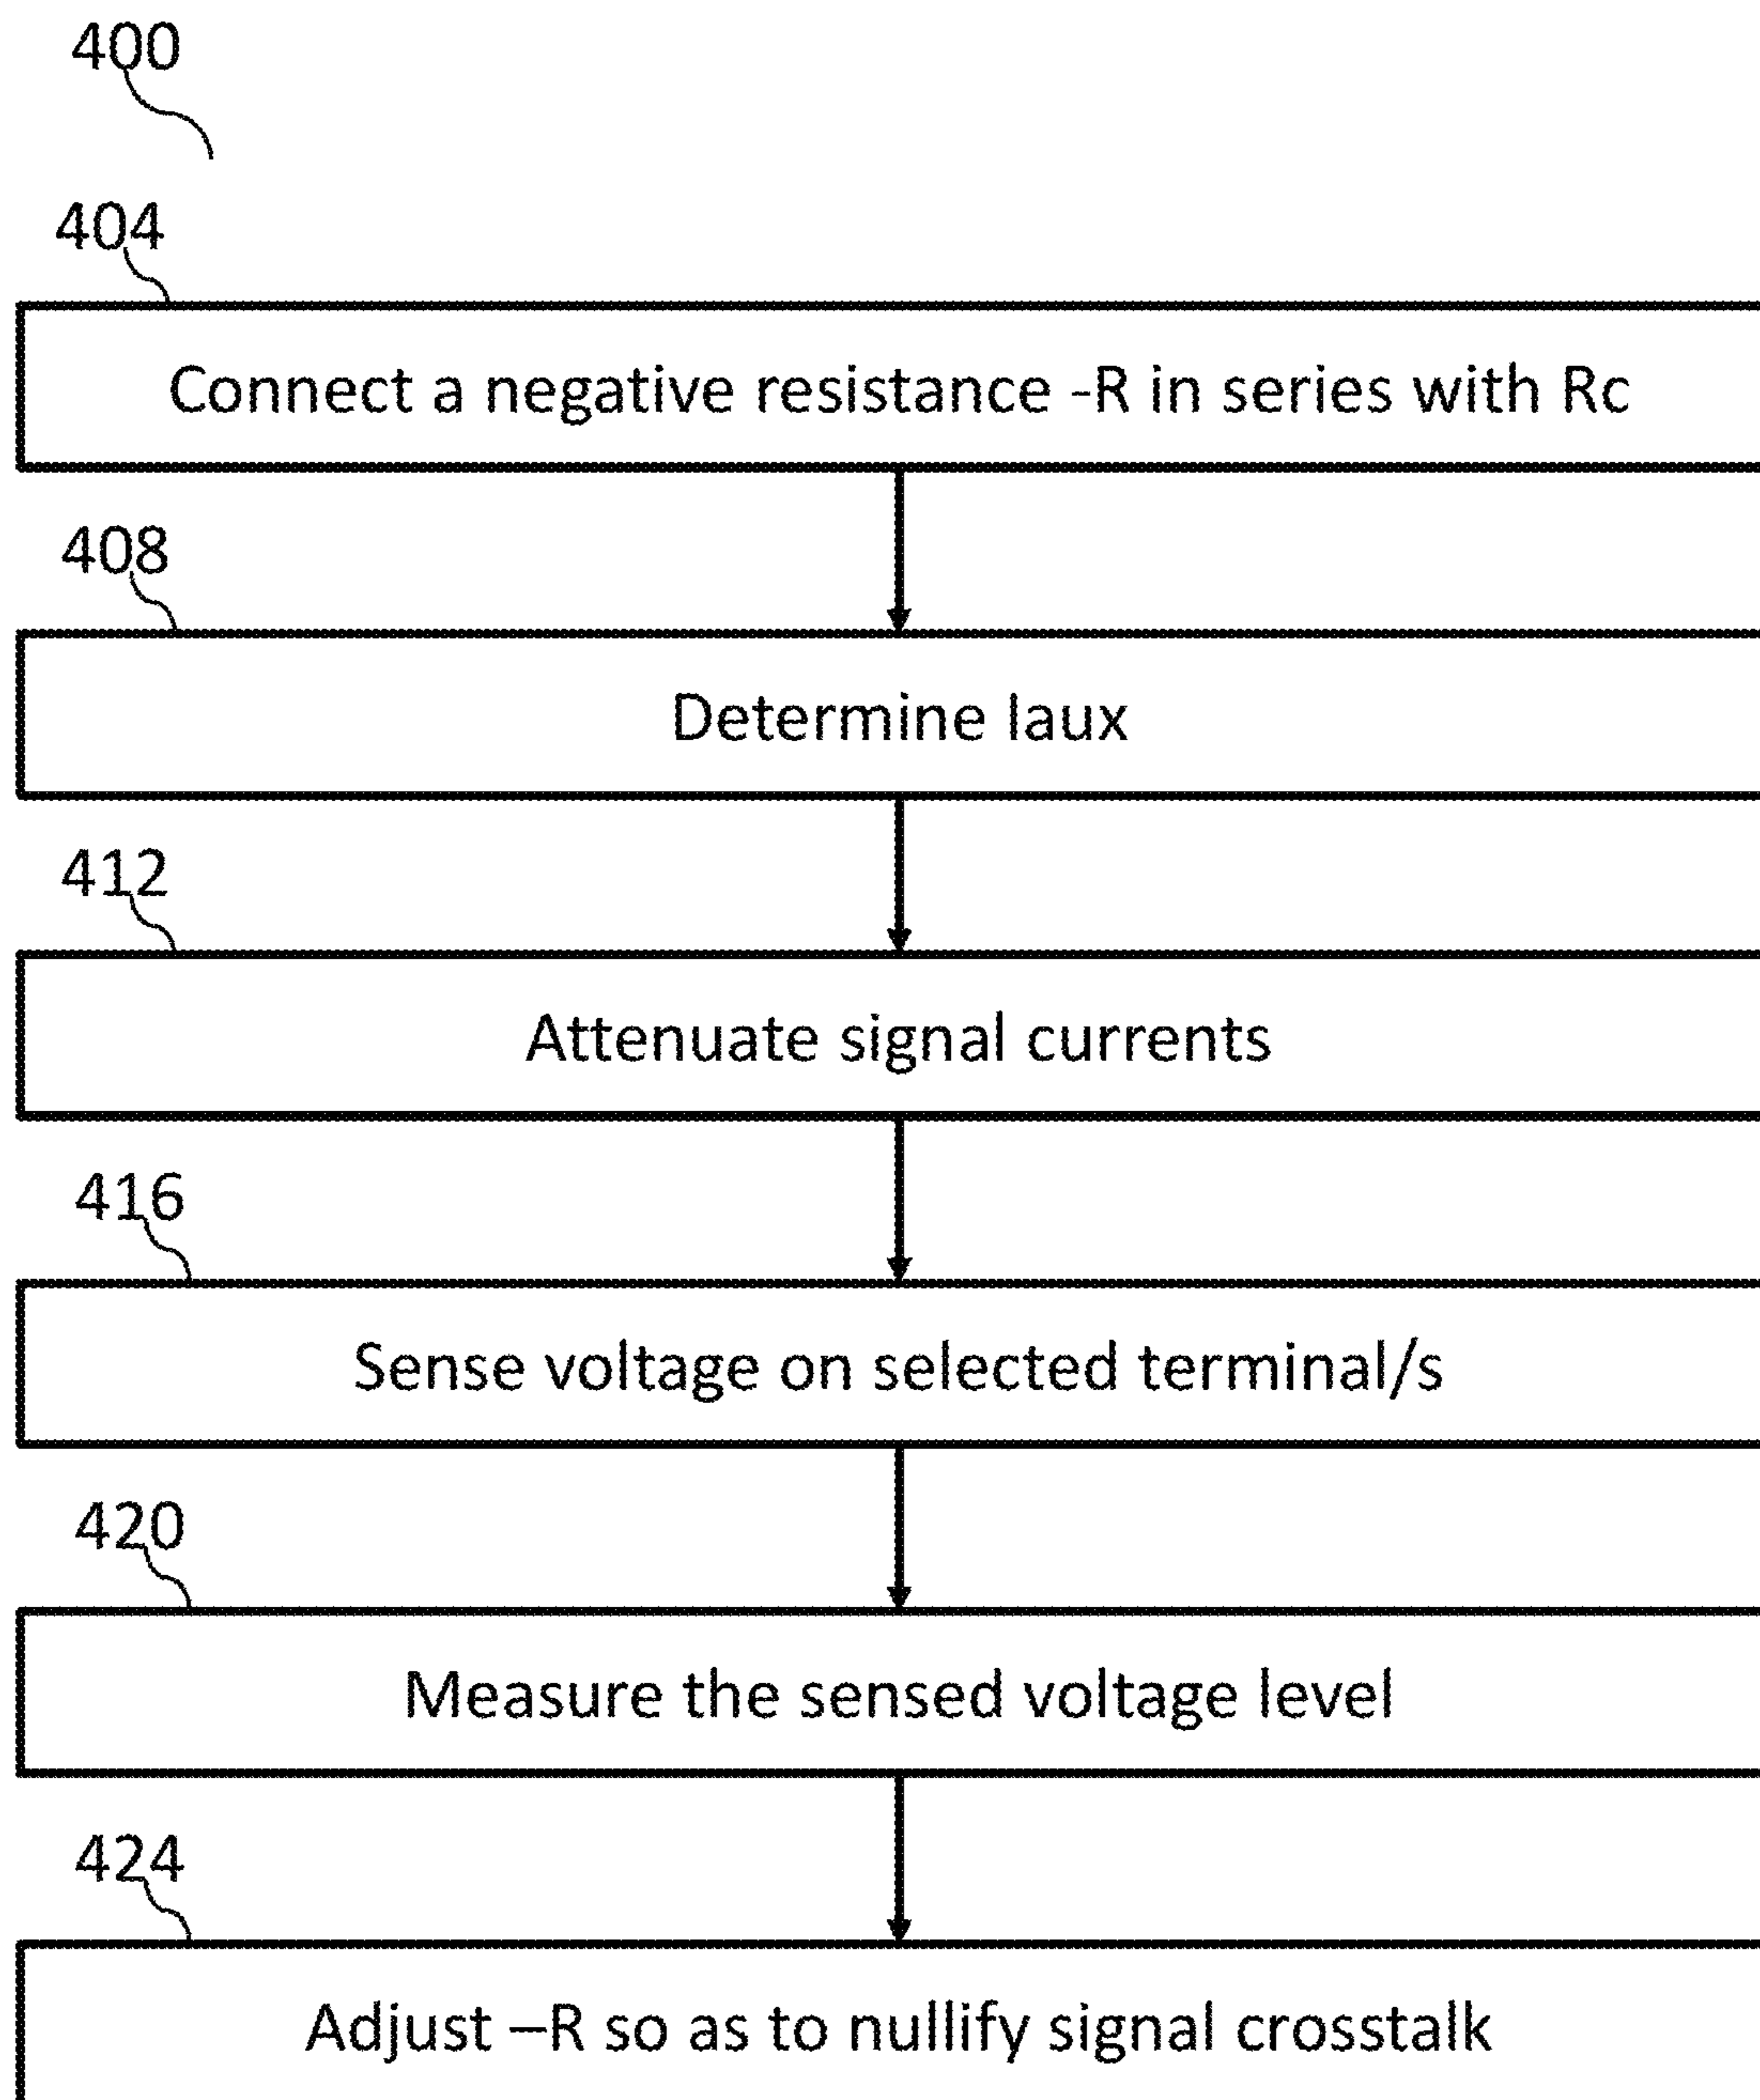 400
404
Connect a negative resistance -R in series with Rc
408
Determine Iaux
412
Attenuate signal currents
416
Sense voltage on selected terminal/s
420
Measure the sensed voltage level
424
Adjust –R so as to nullify signal crosstalk